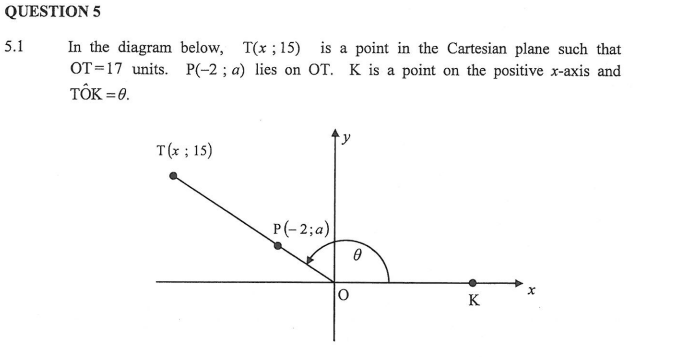 QUESTION 5
5.1 In the diagram below, T(x ; 15) is a point in the Cartesian plane such that
OT=17 units. P(−2 ; a) lies on OT. K is a point on the positive x-axis and
TÔK =θ.
y
T(x ; 15)
P(−2;a)
θ
O
K
x